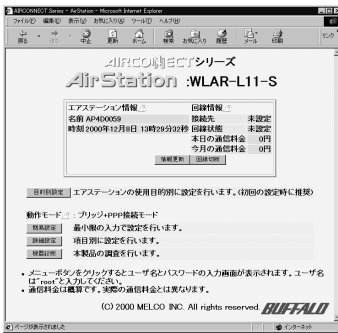 AIRCONNECT Series - AirStation - Microsoft Internet Explorer
ファイル(F) 編集(E) 表示(V) お気に入り(A) ツール(T) ヘルプ(H)
戻る 進む 中止 更新 ホーム 検索 お気に入り 履歴 メール 印刷 リンク
AIRCONNECTシリーズ
AirStation :WLAR-L11-S
エアステーション情報 回線情報
名前 AP4D0059 接続先 未設定
時刻 2000年12月8日 13時29分32秒 回線状態 未設定
本日の通信料金 0円
今月の通信料金 0円
情報更新 回線切断
目的別設定 エアステーションの使用目的別に設定を行います。(初回の設定時に推奨)
動作モード : ブリッジ+PPP接続モード
簡易設定 最小限の入力で設定を行います。
詳細設定 項目別に設定を行います。
機器診断 本製品の調査を行います。
・ メニューボタンをクリックするとユーザ名とパスワードの入力画面が表示されます。ユーザ名
は"root"と入力してください。
・ 通信料金は概算です。実際の通信料金とは異なります。
(C) 2000 MELCO INC. All rights reserved. BUFFALO
ページが表示されました インターネット